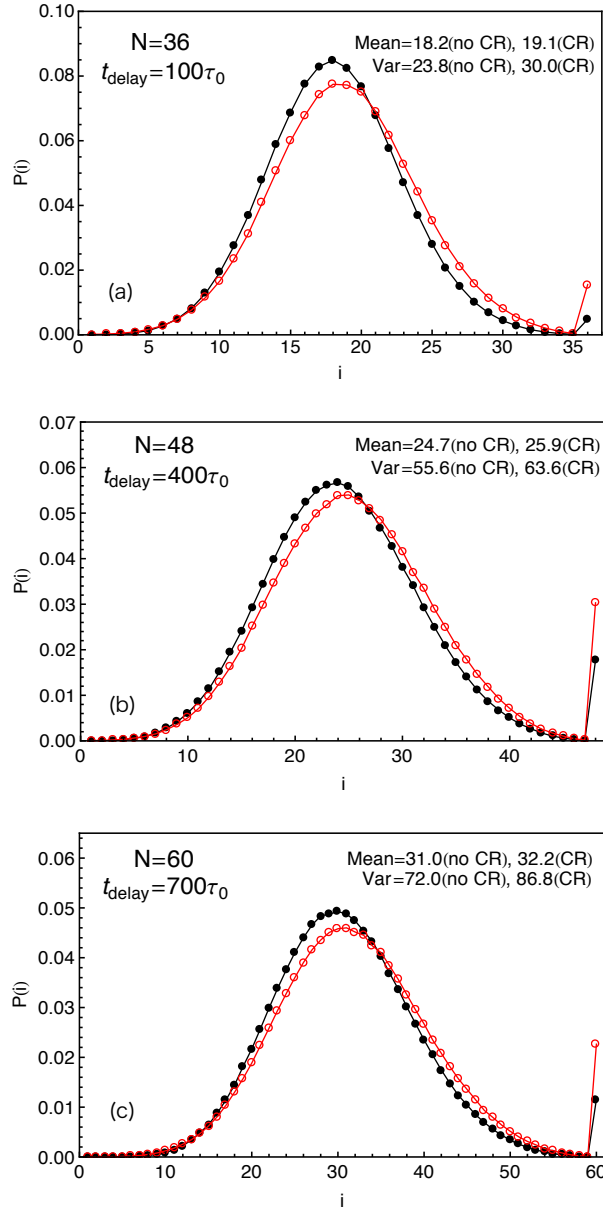 0.10
0.08
0.06
0.04
0.02
0.00
P(i)
N=36
t_delay=100τ₀
Mean=18.2(no CR), 19.1(CR)
Var=23.8(no CR), 30.0(CR)
(a)
0 5 10 15 20 25 30 35
i
0.07
0.06
0.05
0.04
0.03
0.02
0.01
0.00
P(i)
N=48
t_delay=400τ₀
Mean=24.7(no CR), 25.9(CR)
Var=55.6(no CR), 63.6(CR)
(b)
0 10 20 30 40
i
0.06
0.05
0.04
0.03
0.02
0.01
0.00
P(i)
N=60
t_delay=700τ₀
Mean=31.0(no CR), 32.2(CR)
Var=72.0(no CR), 86.8(CR)
(c)
0 10 20 30 40 50 60
i